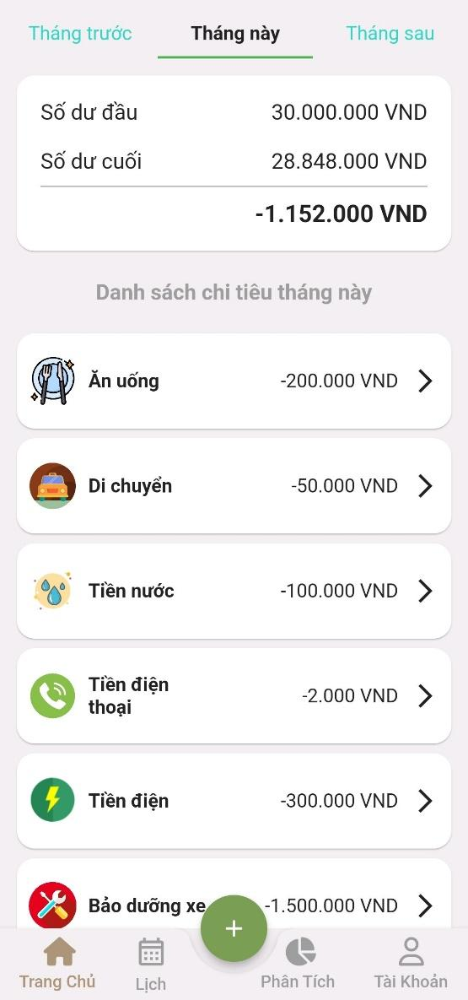 Tháng trước Tháng này Tháng sau
Số dư đầu 30.000.000 VND
Số dư cuối 28.848.000 VND
-1.152.000 VND
Danh sách chi tiêu tháng này
Ăn uống -200.000 VND
Di chuyển -50.000 VND
Tiền nước -100.000 VND
Tiền điện
thoại -2.000 VND
Tiền điện -300.000 VND
Bảo dưỡng xe -1.500.000 VND
+
Trang Chủ Lịch Phân Tích Tài Khoản